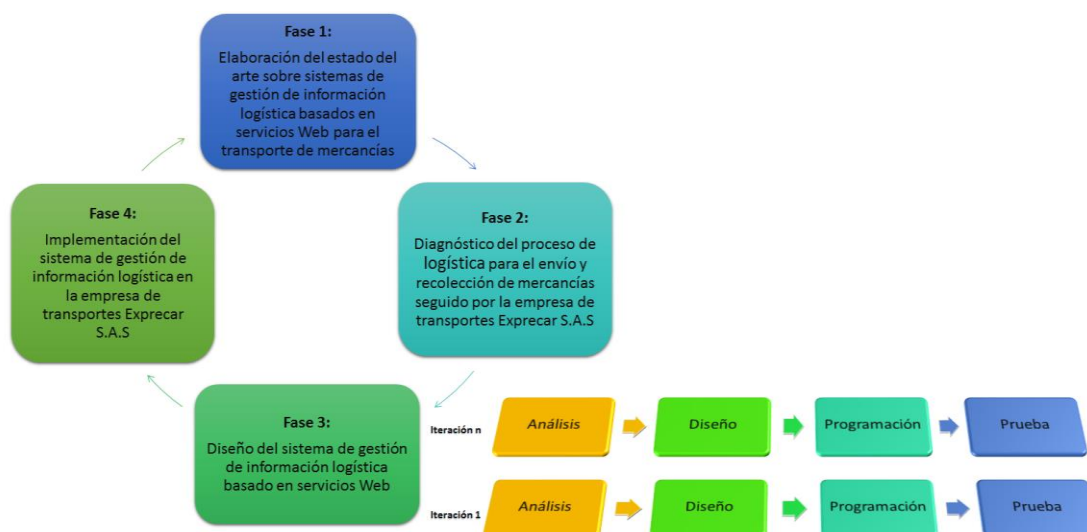 Fase 1:
Elaboración del estado del
arte sobre sistemas de
gestión de información
logística basados en
servicios Web para el
transporte de mercancías
Fase 2:
Diagnóstico del proceso de
logística para el envío y
recolección de mercancías
seguido por la empresa de
transportes Exprecar S.A.S
Fase 3:
Diseño del sistema de gestión
de información logística
basado en servicios Web
Fase 4:
Implementación del
sistema de gestión de
información logística en
la empresa de
transportes Exprecar
S.A.S
Iteración n
Análisis
Diseño
Programación
Prueba
Iteración 1
Análisis
Diseño
Programación
Prueba